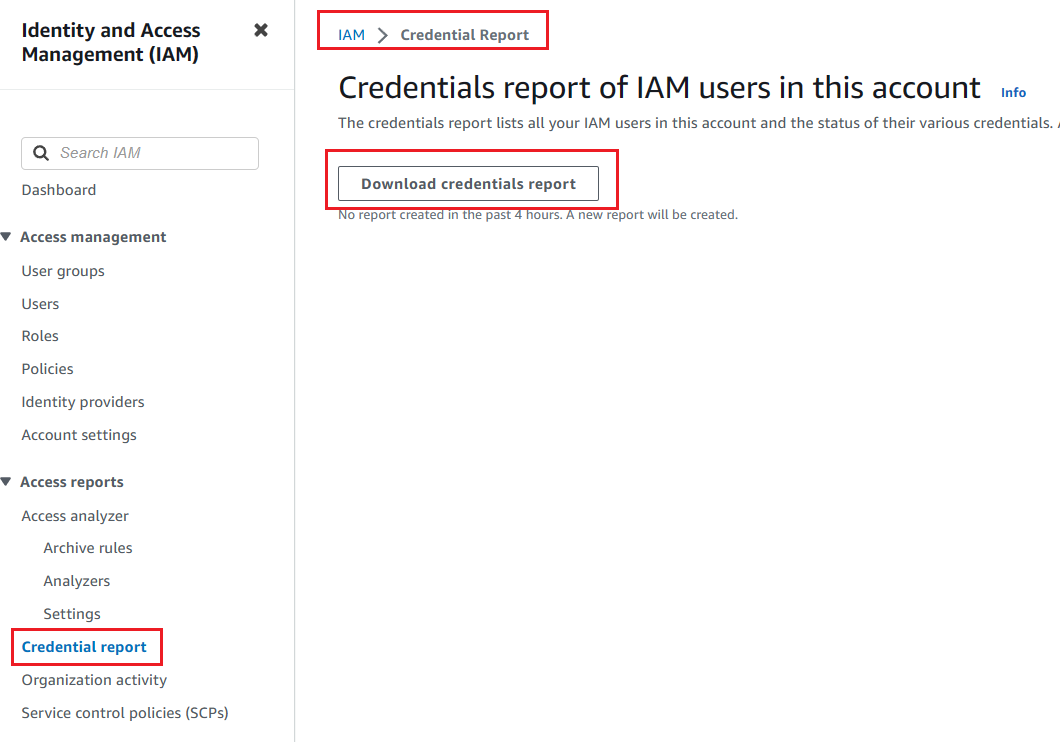 Identity and Access
Management (IAM)
Search IAM
Dashboard
Access management
User groups
Users
Roles
Policies
Identity providers
Account settings
Access reports
Access analyzer
Archive rules
Analyzers
Settings
Credential report
Organization activity
Service control policies (SCPs)
IAM > Credential Report
Credentials report of IAM users in this account Info
The credentials report lists all your IAM users in this account and the status of their various credentials.
Download credentials report
No report created in the past 4 hours. A new report will be created.